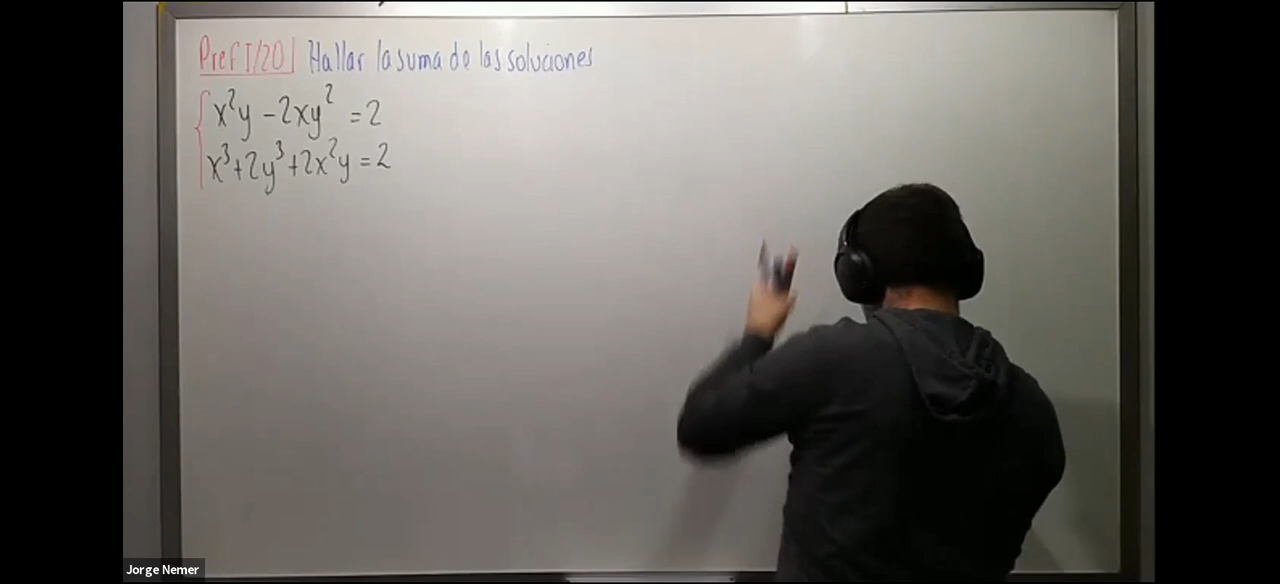 Pref I/20 Hallar la suma de las soluciones
x²y - 2xy² = 2
x³ + 2y³ + 2x²y = 2
Jorge Nemer